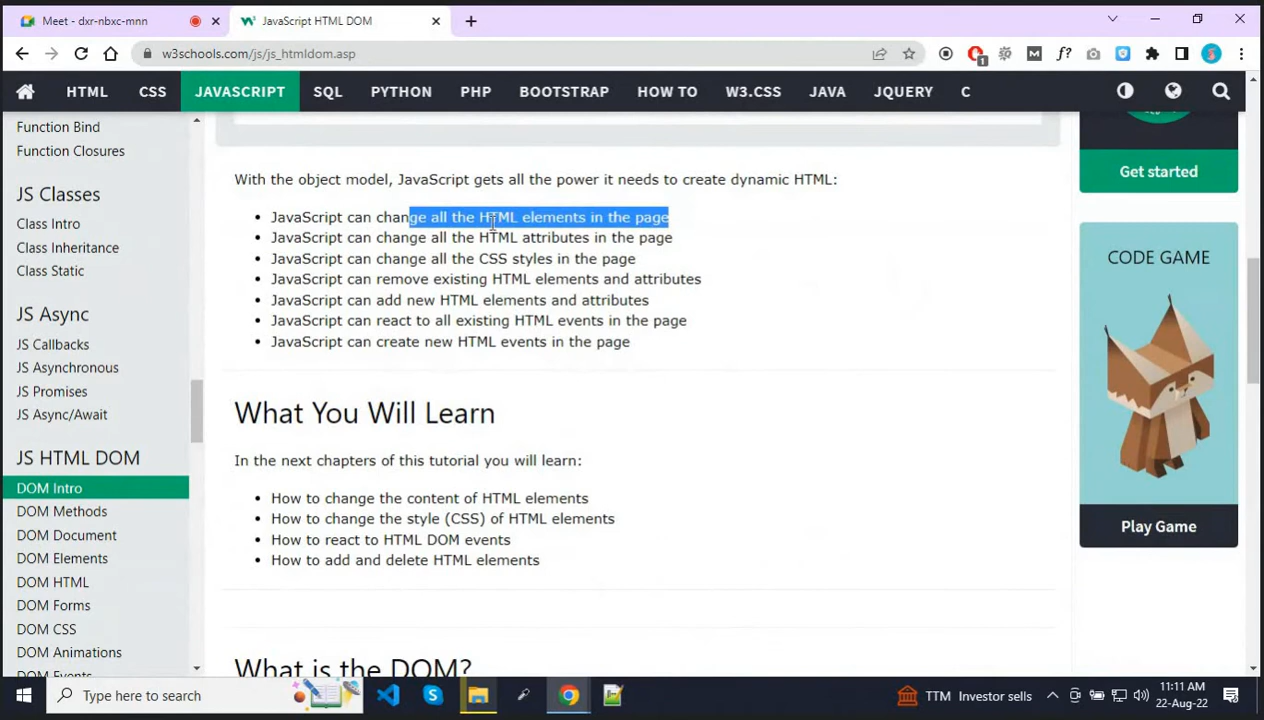 Meet - dxr-nbxc-mnn
JavaScript HTML DOM
w3schools.com/js/js_htmldom.asp
M
f?
1
HTML CSS JAVASCRIPT SQL PYTHON PHP BOOTSTRAP HOW TO W3.CSS JAVA JQUERY C
Function Bind
Function Closures
JS Classes
Class Intro
Class Inheritance
Class Static
JS Async
JS Callbacks
JS Asynchronous
JS Promises
JS Async/Await
JS HTML DOM
DOM Intro
DOM Methods
DOM Document
DOM Elements
DOM HTML
DOM Forms
DOM CSS
DOM Animations
DOM Events
With the object model, JavaScript gets all the power it needs to create dynamic HTML:
• JavaScript can change all the HTML elements in the page
• JavaScript can change all the HTML attributes in the page
• JavaScript can change all the CSS styles in the page
• JavaScript can remove existing HTML elements and attributes
• JavaScript can add new HTML elements and attributes
• JavaScript can react to all existing HTML events in the page
• JavaScript can create new HTML events in the page
What You Will Learn
In the next chapters of this tutorial you will learn:
• How to change the content of HTML elements
• How to change the style (CSS) of HTML elements
• How to react to HTML DOM events
• How to add and delete HTML elements
What is the DOM?
Get started
CODE GAME
Play Game
Type here to search
TTM Investor sells
11:11 AM
22-Aug-22